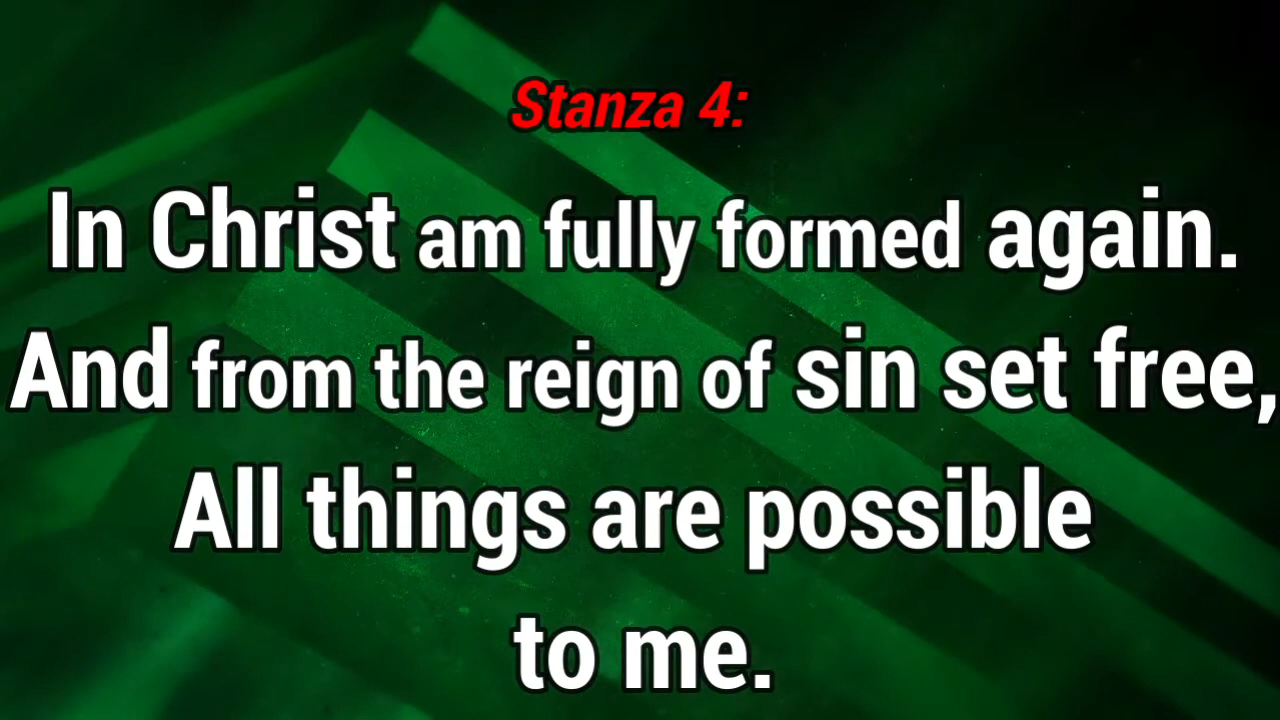 Stanza 4:
In Christ am fully formed again.
And from the reign of sin set free,
All things are possible
to me.